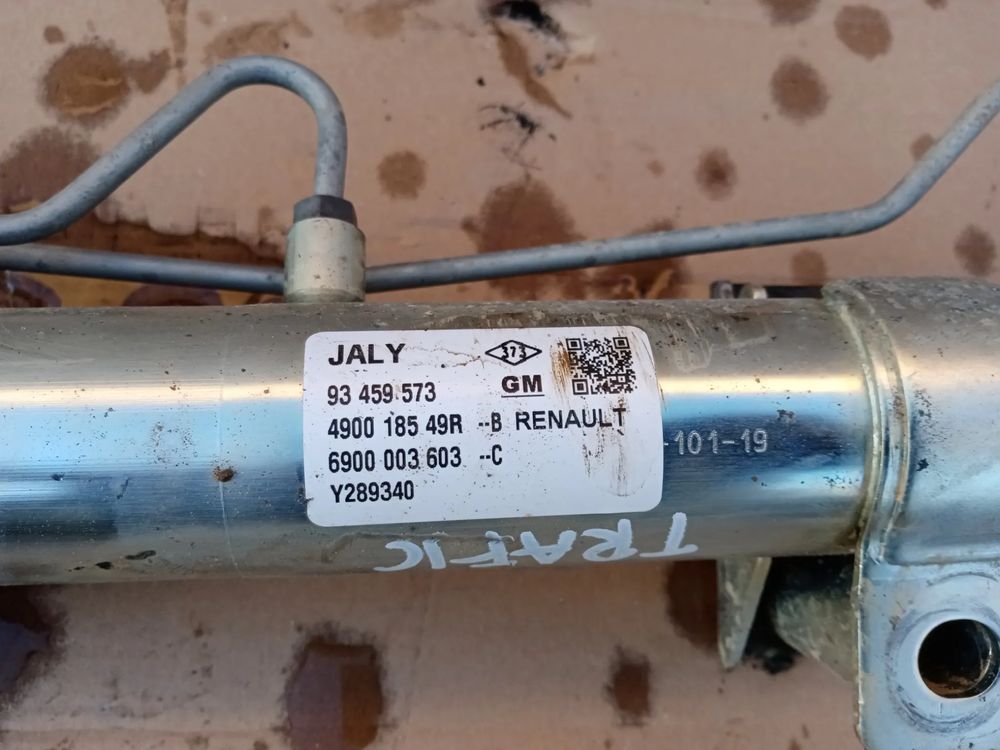 JALY 373
93 459 573 GM
4900 185 49R --B RENAULT
6900 003 603 --C
Y289340
-101-19
TRAFIC